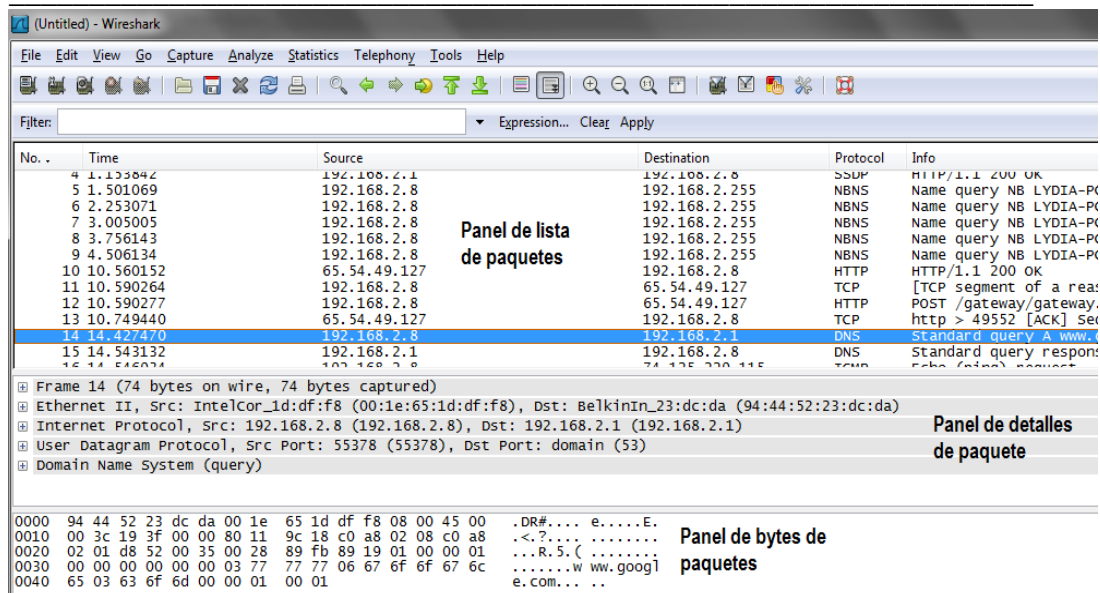 (Untitled) - Wireshark
File Edit View Go Capture Analyze Statistics Telephony Tools Help
Filter: Expression... Clear Apply
No. . Time Source Destination Protocol Info
4 1.153842 192.168.2.1 192.168.2.8 SSDP HTTP/1.1 200 OK
5 1.501069 192.168.2.8 192.168.2.255 NBNS Name query NB LYDIA-PC
6 2.253071 192.168.2.8 192.168.2.255 NBNS Name query NB LYDIA-PC
7 3.005005 192.168.2.8 192.168.2.255 NBNS Name query NB LYDIA-PC
8 3.756143 192.168.2.8 192.168.2.255 NBNS Name query NB LYDIA-PC
9 4.506134 192.168.2.8 192.168.2.255 NBNS Name query NB LYDIA-PC
Panel de lista
de paquetes
10 10.560152 65.54.49.127 192.168.2.8 HTTP HTTP/1.1 200 OK
11 10.590264 192.168.2.8 65.54.49.127 TCP [TCP segment of a reas
12 10.590277 192.168.2.8 65.54.49.127 HTTP POST /gateway/gateway.
13 10.749440 65.54.49.127 192.168.2.8 TCP http > 49552 [ACK] Seq
14 14.427470 192.168.2.8 192.168.2.1 DNS Standard query A www.g
15 14.543132 192.168.2.1 192.168.2.8 DNS Standard query respons
Frame 14 (74 bytes on wire, 74 bytes captured)
Ethernet II, Src: IntelCor_1d:df:f8 (00:1e:65:1d:df:f8), Dst: BelkinIn_23:dc:da (94:44:52:23:dc:da)
Internet Protocol, Src: 192.168.2.8 (192.168.2.8), Dst: 192.168.2.1 (192.168.2.1)
User Datagram Protocol, Src Port: 55378 (55378), Dst Port: domain (53)
Domain Name System (query)
Panel de detalles
de paquete
0000 94 44 52 23 dc da 00 1e 65 1d df f8 08 00 45 00 .DR#.... e.....E.
0010 00 3c 19 3f 00 00 80 11 9c 18 c0 a8 02 08 c0 a8 .<.?.... ........
0020 02 01 d8 52 00 35 00 28 89 fb 89 19 01 00 00 01 ...R.5.( ........
0030 00 00 00 00 00 00 03 77 77 77 06 67 6f 6f 67 6c .......w ww.googl
0040 65 03 63 6f 6d 00 00 01 00 01 e.com... ..
Panel de bytes de
paquetes